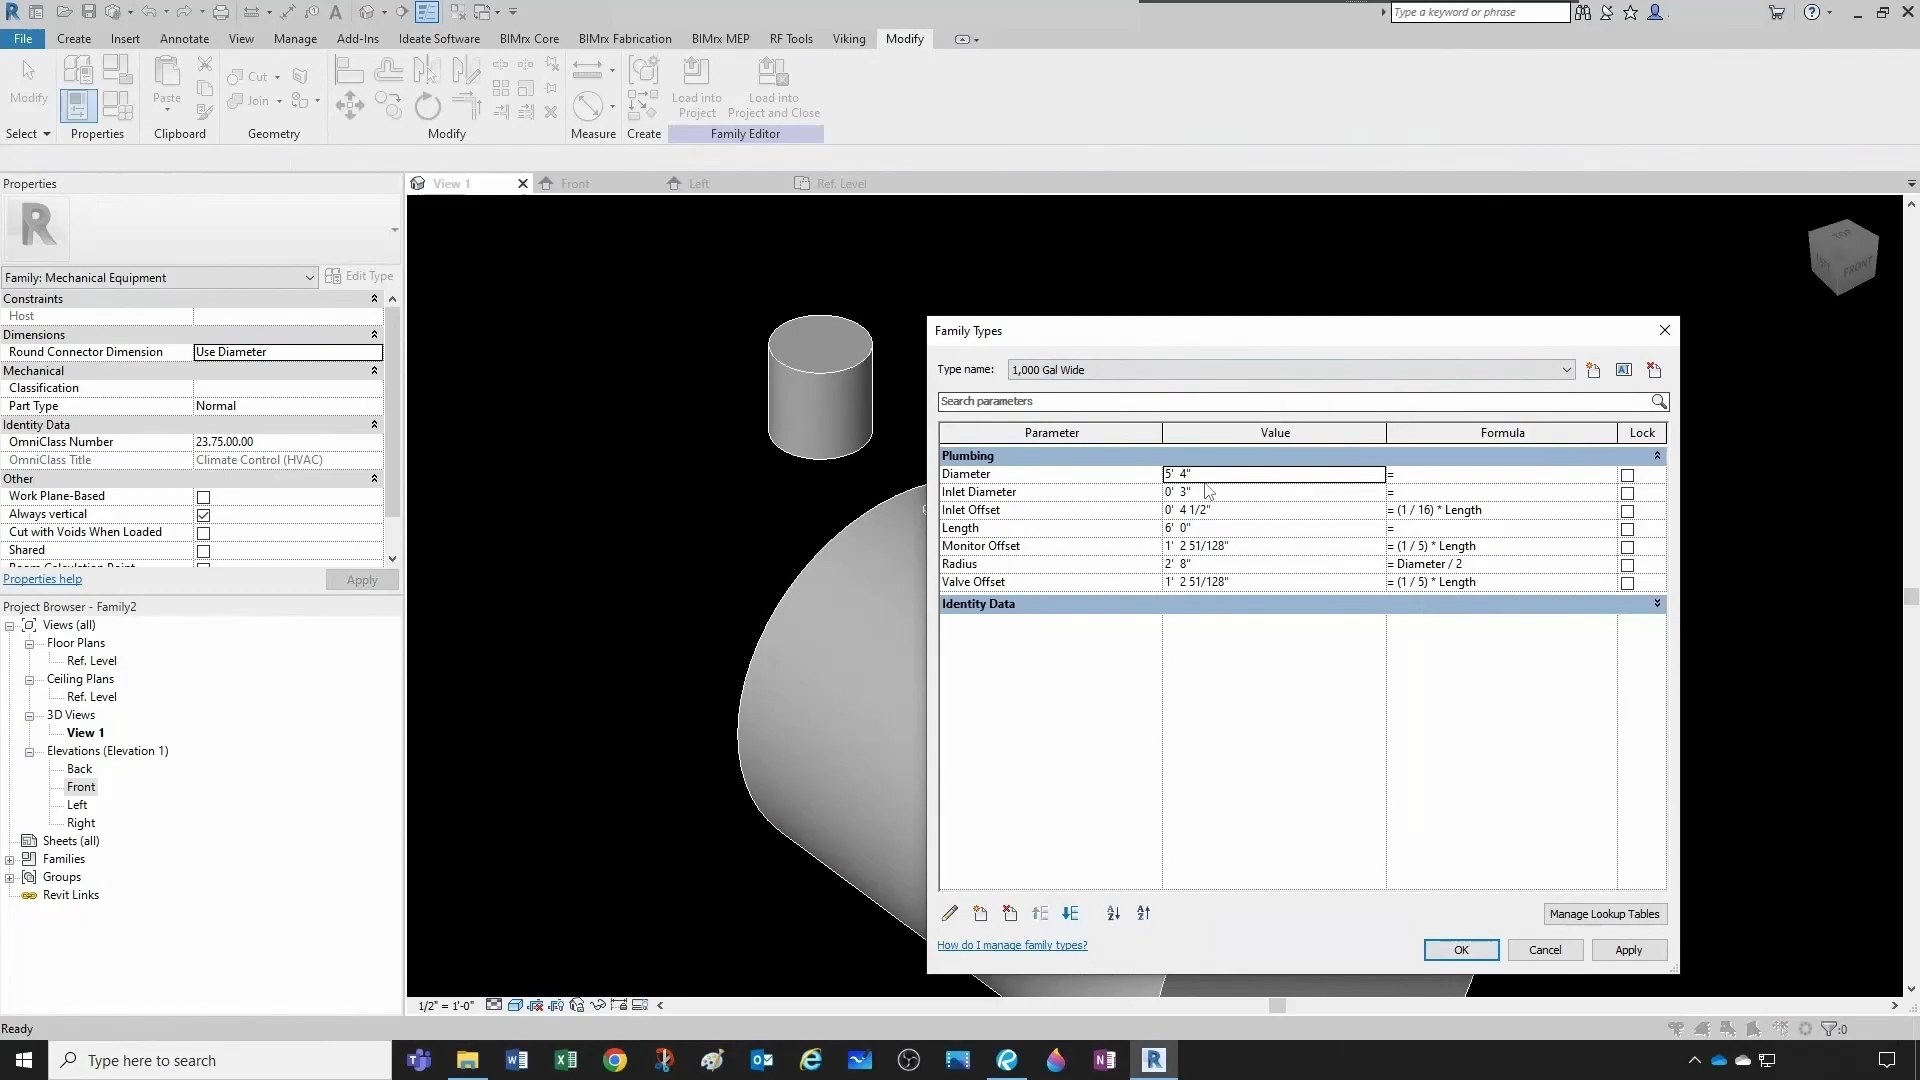 Type a keyword or phrase
File Create Insert Annotate View Manage Add-Ins Ideate Software BIMrx Core BIMrx Fabrication BIMrx MEP RF Tools Viking Modify
Modify Paste Cut Join Load into Project Load into Project and Close
Select Properties Clipboard Geometry Modify Measure Create Family Editor
Properties
View 1 Front Left Ref. Level
R
Family: Mechanical Equipment Edit Type
Constraints
Host
Dimensions
Round Connector Dimension Use Diameter
Mechanical
Classification
Part Type Normal
Identity Data
OmniClass Number 23.75.00.00
OmniClass Title Climate Control (HVAC)
Other
Work Plane-Based
Always vertical
Cut with Voids When Loaded
Shared
Properties help Apply
Project Browser - Family2
Views (all)
Floor Plans
Ref. Level
Ceiling Plans
Ref. Level
3D Views
View 1
Elevations (Elevation 1)
Back
Front
Left
Right
Sheets (all)
Families
Groups
Revit Links
TOP
FRONT
Family Types
Type name: 1,000 Gal Wide
Search parameters
Parameter Value Formula Lock
Plumbing
Diameter 5' 4" =
Inlet Diameter 0' 3" =
Inlet Offset 0' 4 1/2" = (1 / 16) * Length
Length 6' 0" =
Monitor Offset 1' 2 51/128" = (1 / 5) * Length
Radius 2' 8" = Diameter / 2
Valve Offset 1' 2 51/128" = (1 / 5) * Length
Identity Data
Manage Lookup Tables
How do I manage family types?
OK Cancel Apply
1/2" = 1'-0"
Ready
:0
Type here to search